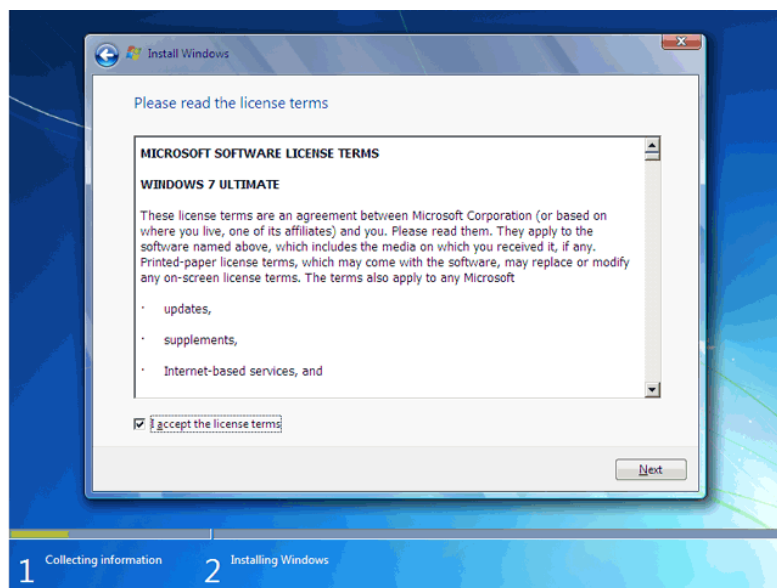 Install Windows
Please read the license terms
MICROSOFT SOFTWARE LICENSE TERMS
WINDOWS 7 ULTIMATE
These license terms are an agreement between Microsoft Corporation (or based on
where you live, one of its affiliates) and you. Please read them. They apply to the
software named above, which includes the media on which you received it, if any.
Printed-paper license terms, which may come with the software, may replace or modify
any on-screen license terms. The terms also apply to any Microsoft
· updates,
· supplements,
· Internet-based services, and
I accept the license terms
Next
1 Collecting information 2 Installing Windows